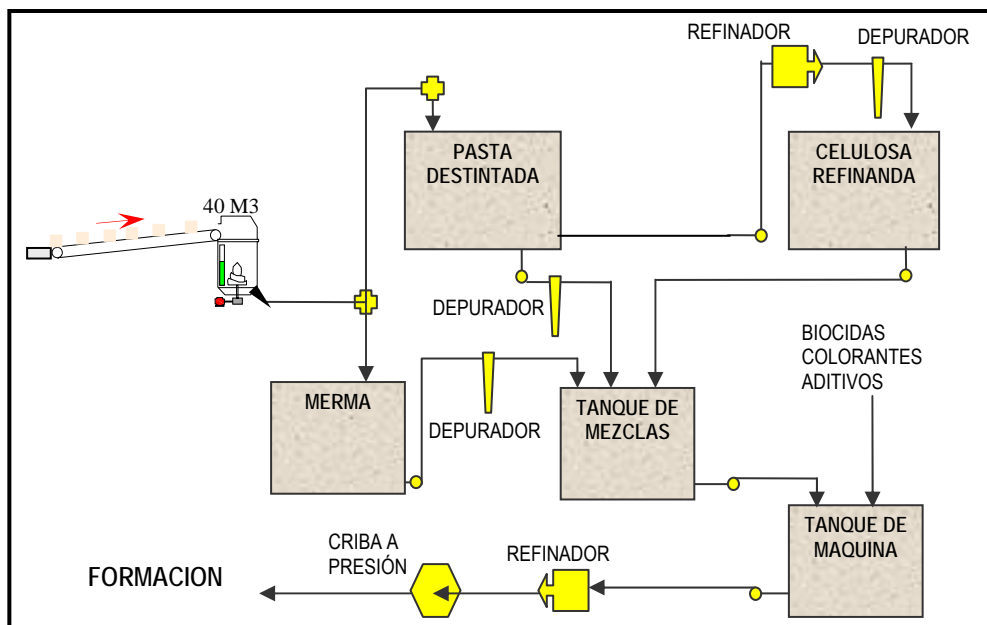 REFINADOR
DEPURADOR
PASTA
DESTINTADA
CELULOSA
REFINANDA
40 M3
DEPURADOR
BIOCIDAS
COLORANTES
ADITIVOS
MERMA
TANQUE DE
MEZCLAS
DEPURADOR
TANQUE DE
MAQUINA
CRIBA A
PRESIÓN
REFINADOR
FORMACION